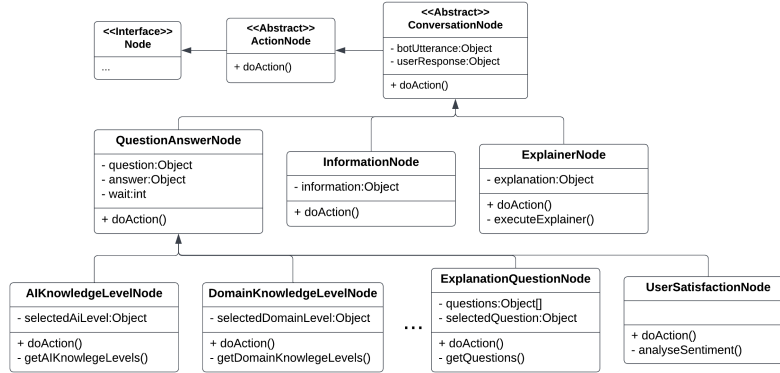 <<Interface>>
Node
...
<<Abstract>>
ActionNode
+ doAction()
<<Abstract>>
ConversationNode
- botUtterance:Object
- userResponse:Object
+ doAction()
QuestionAnswerNode
- question:Object
- answer:Object
- wait:int
+ doAction()
InformationNode
- information:Object
+ doAction()
ExplainerNode
- explanation:Object
+ doAction()
- executeExplainer()
AIKnowledgeLevelNode
- selectedAiLevel:Object
+ doAction()
- getAIKnowlegeLevels()
DomainKnowledgeLevelNode
- selectedDomainLevel:Object
+ doAction()
- getDomainKnowlegeLevels()
...
ExplanationQuestionNode
- questions:Object[]
- selectedQuestion:Object
+ doAction()
- getQuestions()
UserSatisfactionNode
+ doAction()
- analyseSentiment()